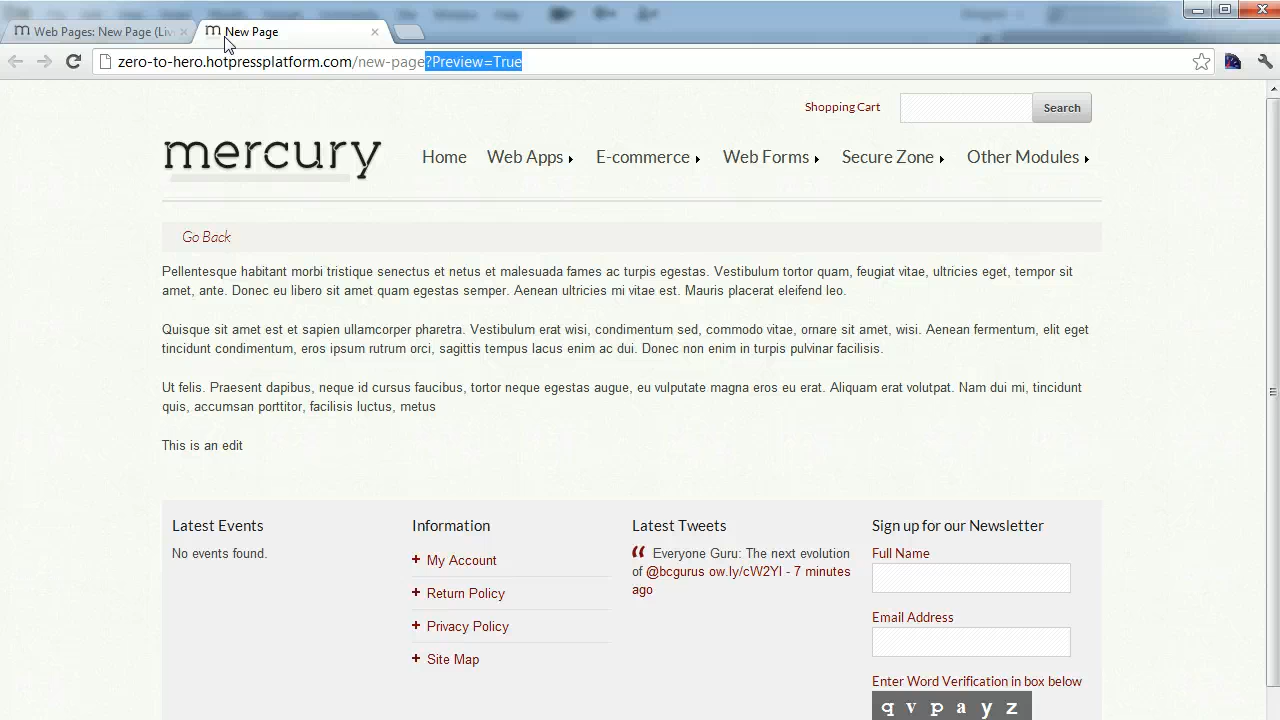 Web Pages: New Page (Liv
New Page
zero-to-hero.hotpressplatform.com/new-page?Preview=True
Shopping Cart
Search
mercury
Home Web Apps E-commerce Web Forms Secure Zone Other Modules
Go Back
Pellentesque habitant morbi tristique senectus et netus et malesuada fames ac turpis egestas. Vestibulum tortor quam, feugiat vitae, ultricies eget, tempor sit
amet, ante. Donec eu libero sit amet quam egestas semper. Aenean ultricies mi vitae est. Mauris placerat eleifend leo.
Quisque sit amet est et sapien ullamcorper pharetra. Vestibulum erat wisi, condimentum sed, commodo vitae, ornare sit amet, wisi. Aenean fermentum, elit eget
tincidunt condimentum, eros ipsum rutrum orci, sagittis tempus lacus enim ac dui. Donec non enim in turpis pulvinar facilisis.
Ut felis. Praesent dapibus, neque id cursus faucibus, tortor neque egestas augue, eu vulputate magna eros eu erat. Aliquam erat volutpat. Nam dui mi, tincidunt
quis, accumsan porttitor, facilisis luctus, metus
This is an edit
Latest Events
No events found.
Information
+ My Account
+ Return Policy
+ Privacy Policy
+ Site Map
Latest Tweets
“ Everyone Guru: The next evolution
of @bcgurus ow.ly/cW2Yl - 7 minutes
ago
Sign up for our Newsletter
Full Name
Email Address
Enter Word Verification in box below
q v p a y z